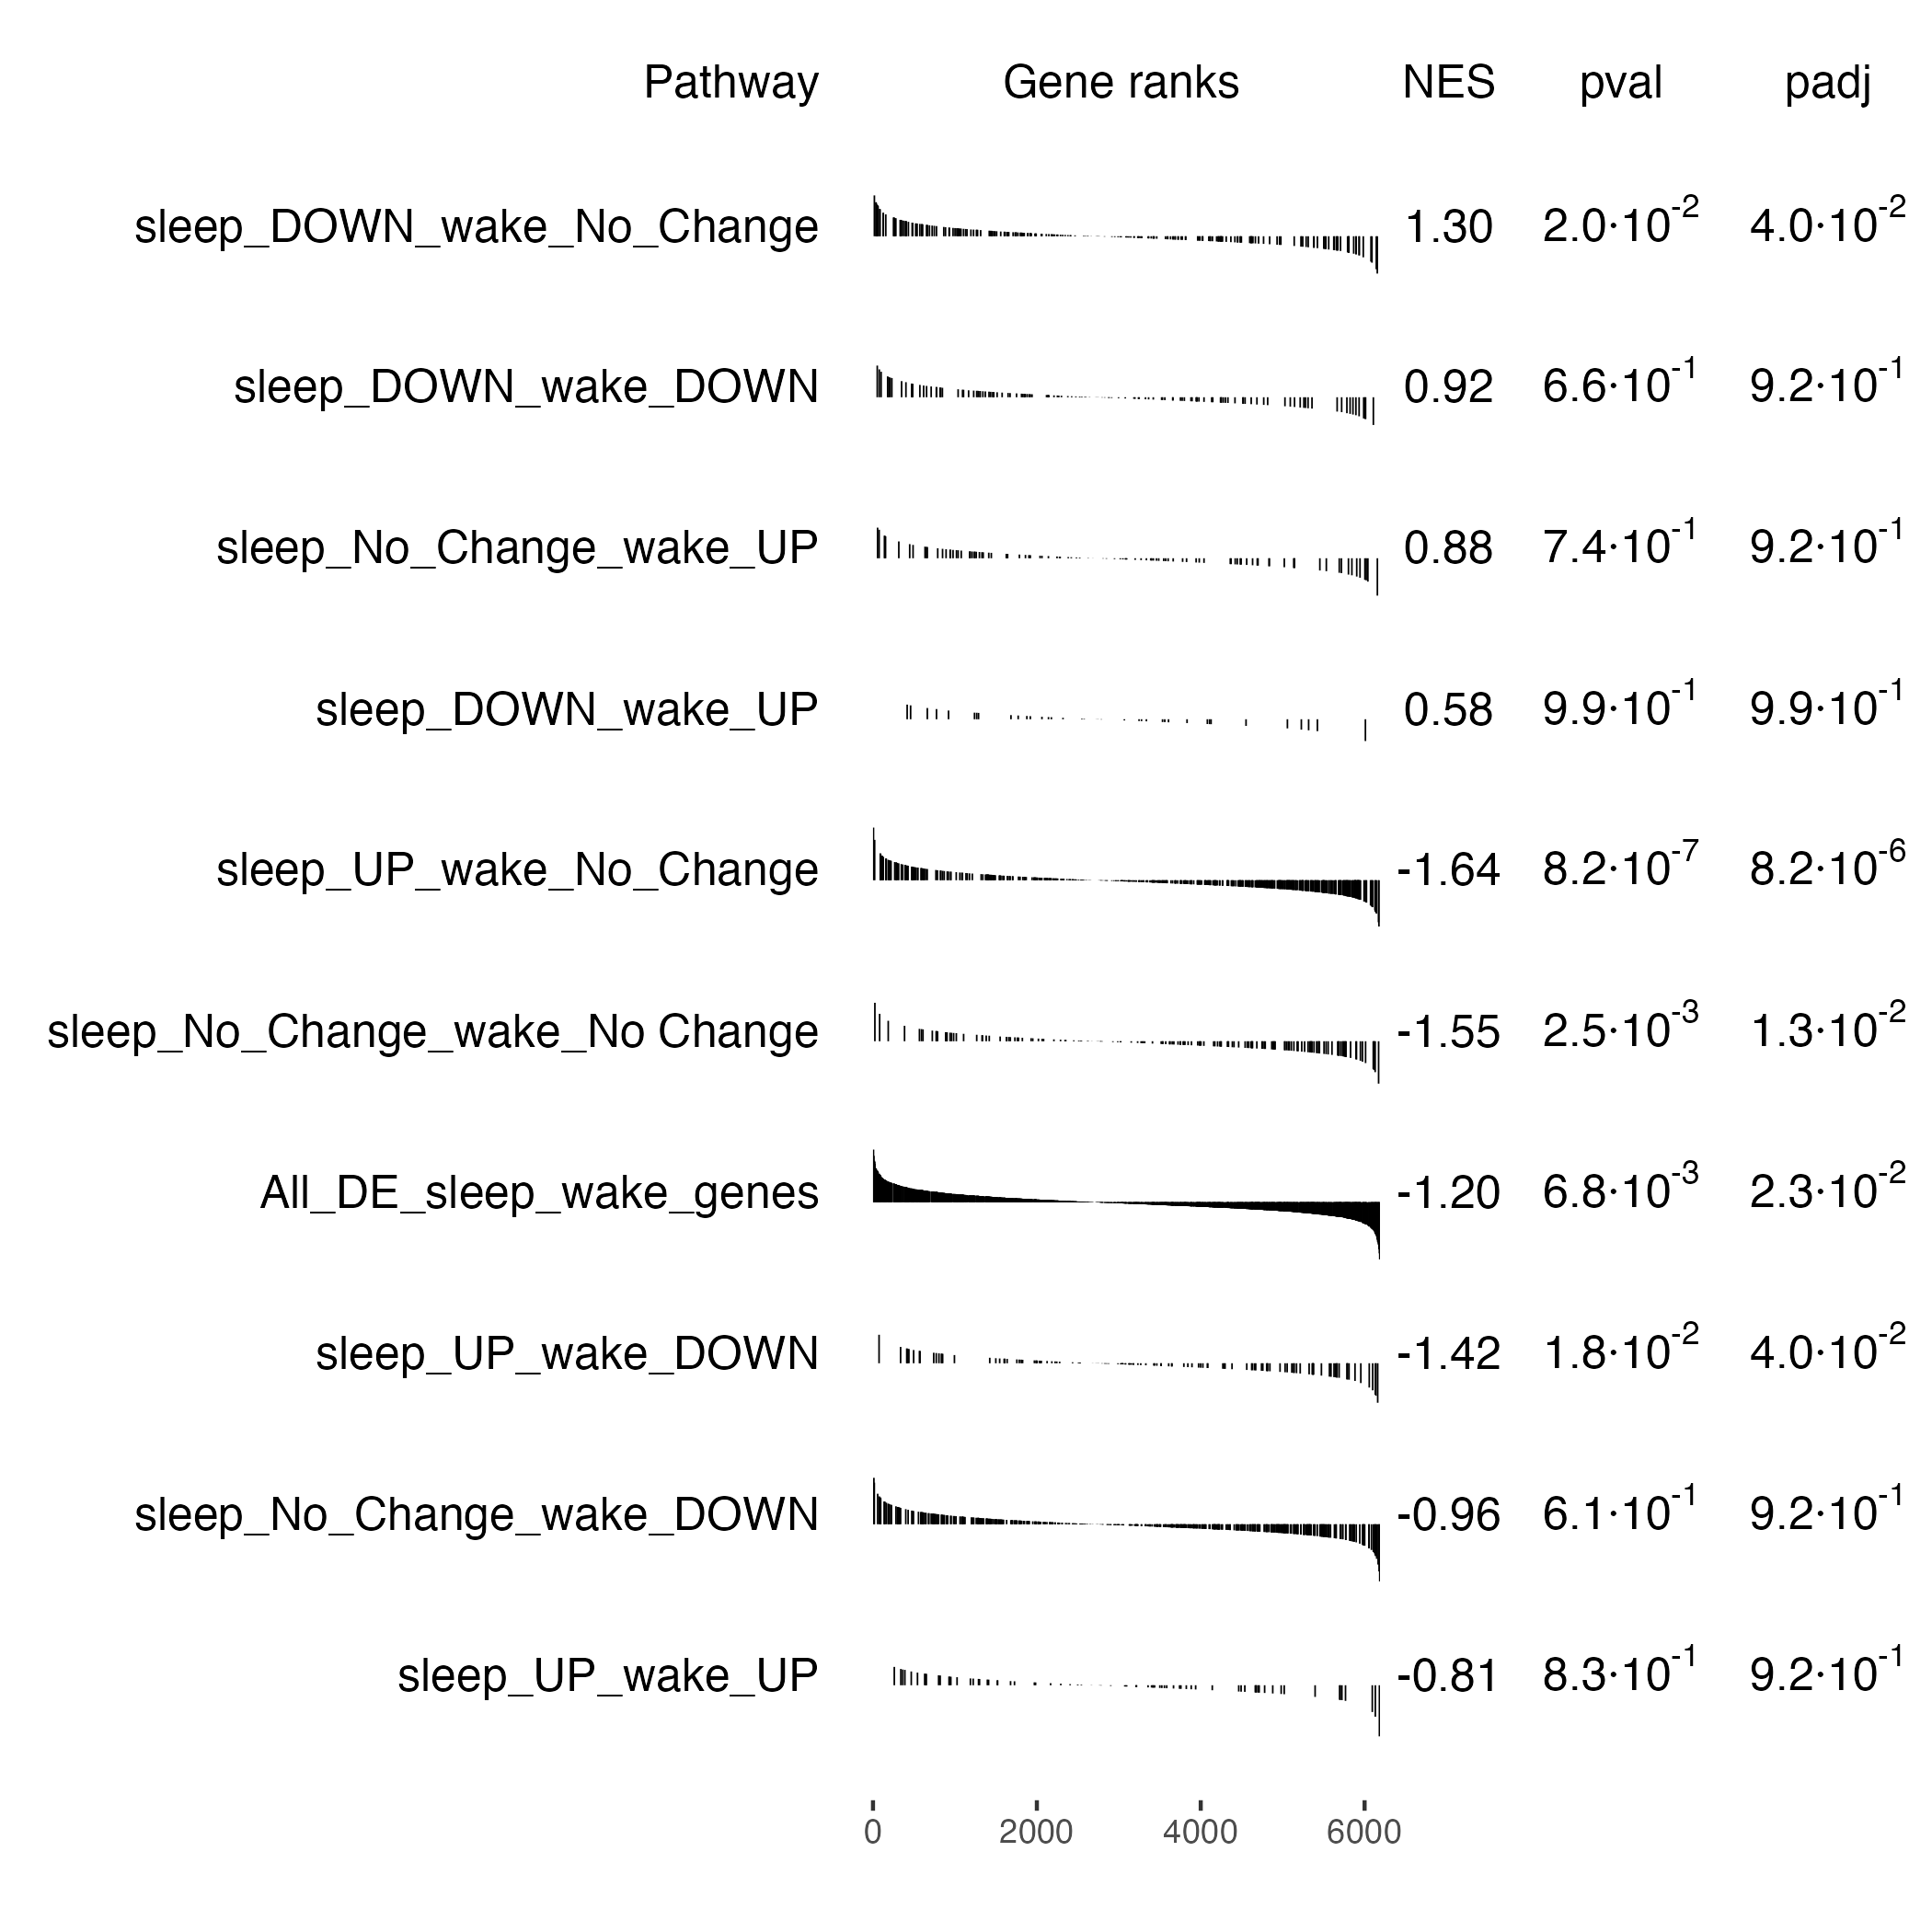 Pathway Gene ranks NES pval padj
sleep_DOWN_wake_No_Change 1.30 2.0·10⁻² 4.0·10⁻²
sleep_DOWN_wake_DOWN 0.92 6.6·10⁻¹ 9.2·10⁻¹
sleep_No_Change_wake_UP 0.88 7.4·10⁻¹ 9.2·10⁻¹
sleep_DOWN_wake_UP 0.58 9.9·10⁻¹ 9.9·10⁻¹
sleep_UP_wake_No_Change -1.64 8.2·10⁻⁷ 8.2·10⁻⁶
sleep_No_Change_wake_No Change -1.55 2.5·10⁻³ 1.3·10⁻²
All_DE_sleep_wake_genes -1.20 6.8·10⁻³ 2.3·10⁻²
sleep_UP_wake_DOWN -1.42 1.8·10⁻² 4.0·10⁻²
sleep_No_Change_wake_DOWN -0.96 6.1·10⁻¹ 9.2·10⁻¹
sleep_UP_wake_UP -0.81 8.3·10⁻¹ 9.2·10⁻¹
0 2000 4000 6000